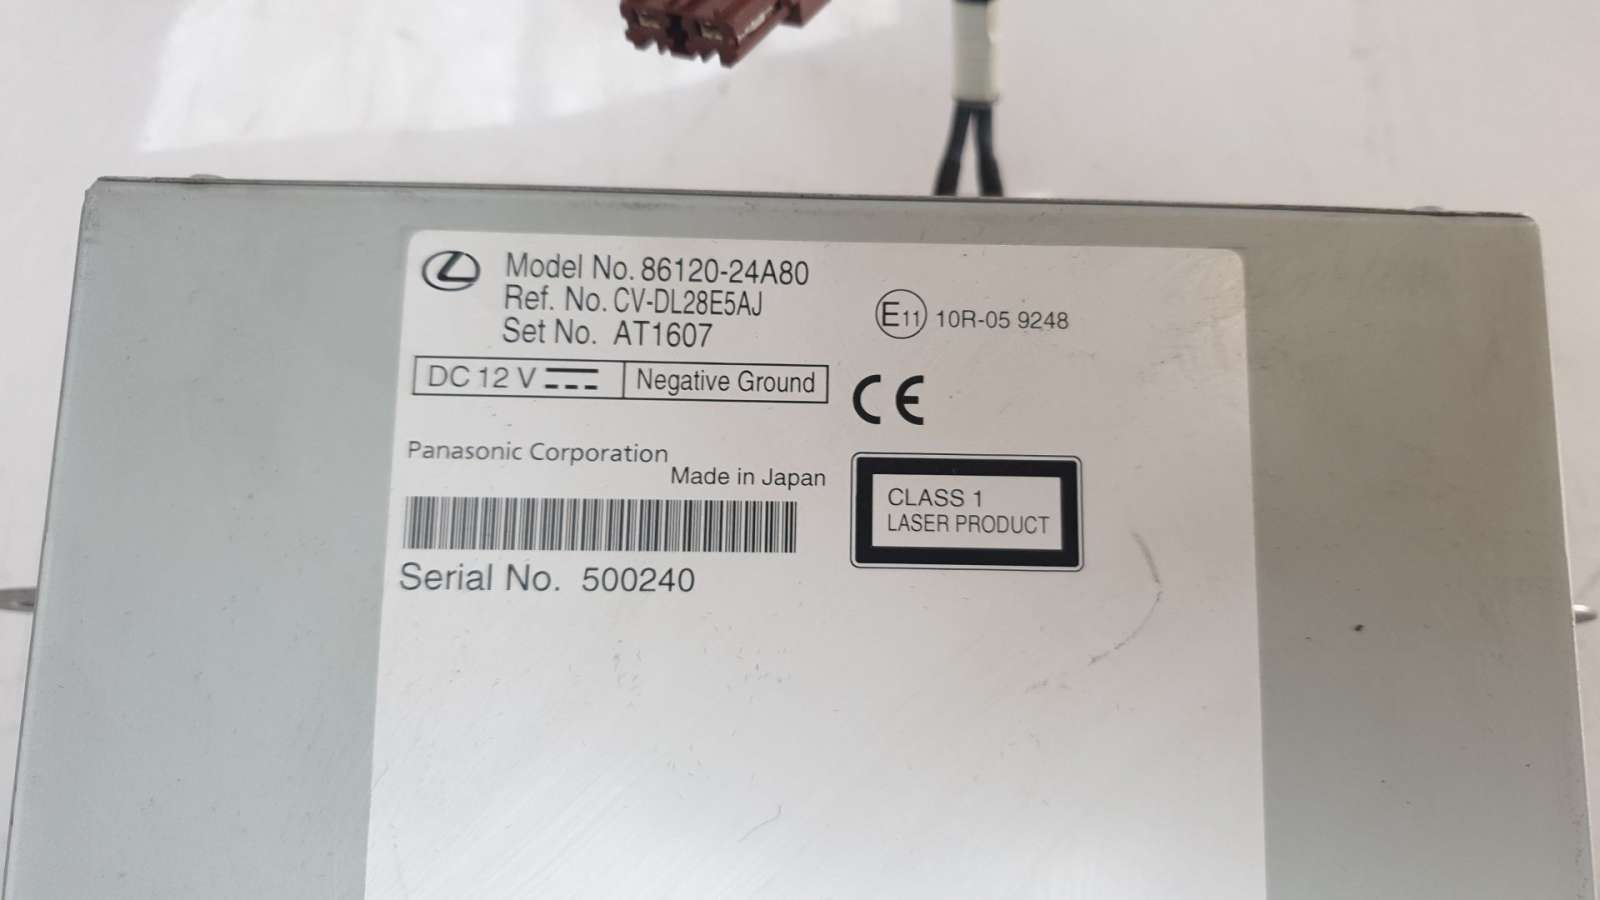 Model No. 86120-24A80
Ref. No. CV-DL28E5AJ
Set No. AT1607
E11 10R-05 9248
DC 12 V Negative Ground
CE
Panasonic Corporation
Made in Japan
CLASS 1
LASER PRODUCT
Serial No. 500240